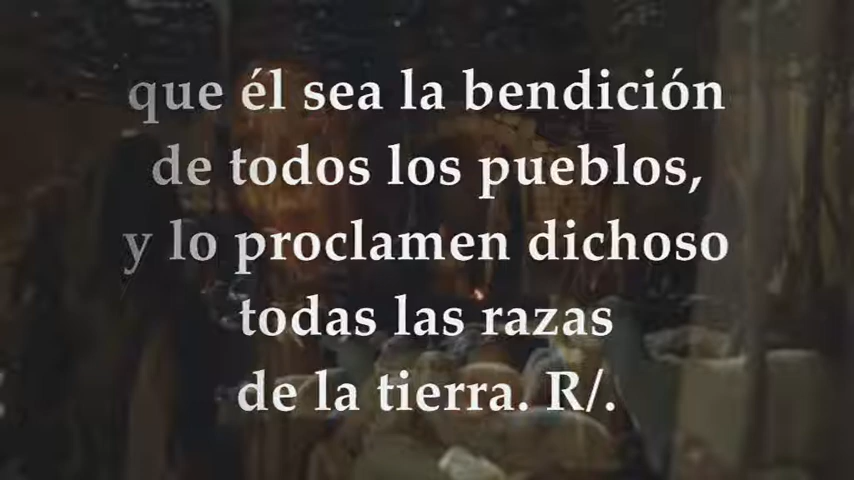 que él sea la bendición
de todos los pueblos,
y lo proclamen dichoso
todas las razas
de la tierra. R/.